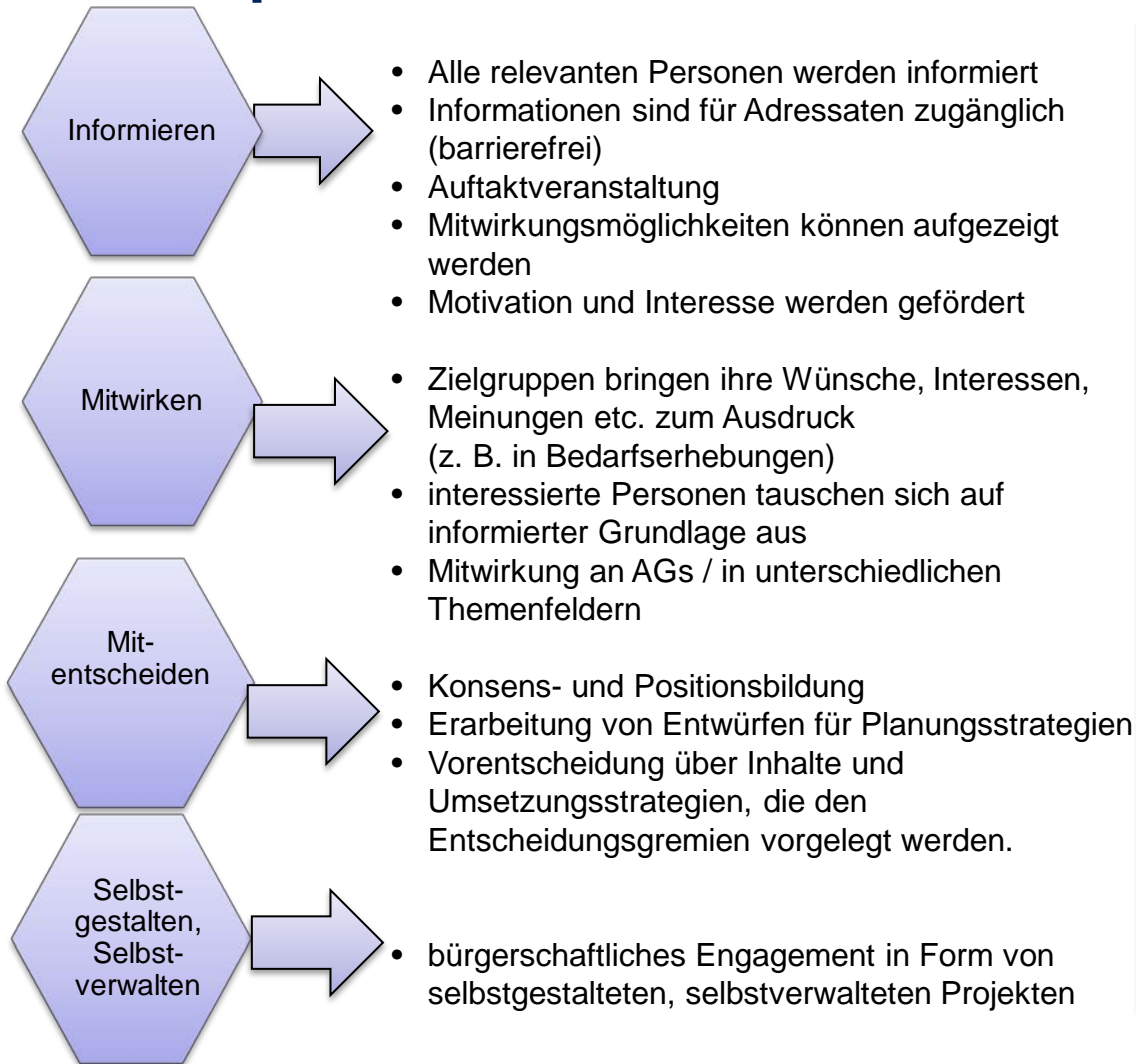 Informieren
• Alle relevanten Personen werden informiert
• Informationen sind für Adressaten zugänglich
(barrierefrei)
• Auftaktveranstaltung
• Mitwirkungsmöglichkeiten können aufgezeigt
werden
• Motivation und Interesse werden gefördert
Mitwirken
• Zielgruppen bringen ihre Wünsche, Interessen,
Meinungen etc. zum Ausdruck
(z. B. in Bedarfserhebungen)
• interessierte Personen tauschen sich auf
informierter Grundlage aus
• Mitwirkung an AGs / in unterschiedlichen
Themenfeldern
Mit-
entscheiden
• Konsens- und Positionsbildung
• Erarbeitung von Entwürfen für Planungsstrategien
• Vorentscheidung über Inhalte und
Umsetzungsstrategien, die den
Entscheidungsgremien vorgelegt werden.
Selbst-
gestalten,
Selbst-
verwalten
• bürgerschaftliches Engagement in Form von
selbstgestalteten, selbstverwalteten Projekten